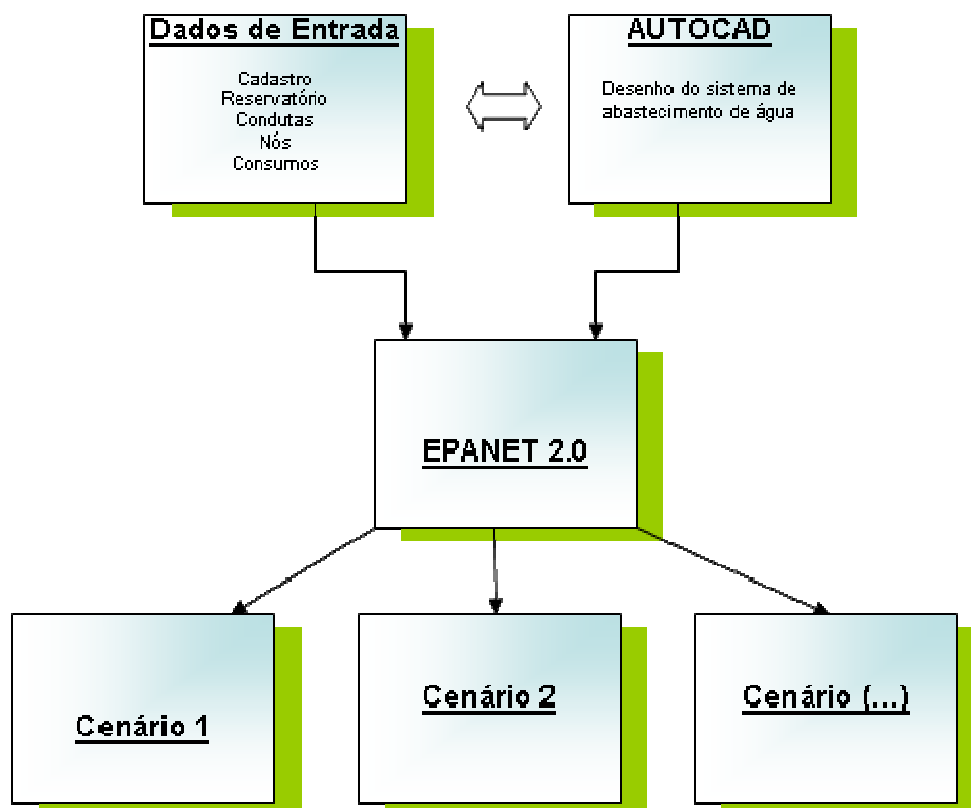 Dados de Entrada
Cadastro
Reservatório
Condutas
Nós
Consumos
AUTOCAD
Desenho do sistema de
abastecimento de água
EPANET 2.0
Cenário 1
Cenário 2
Cenário (...)